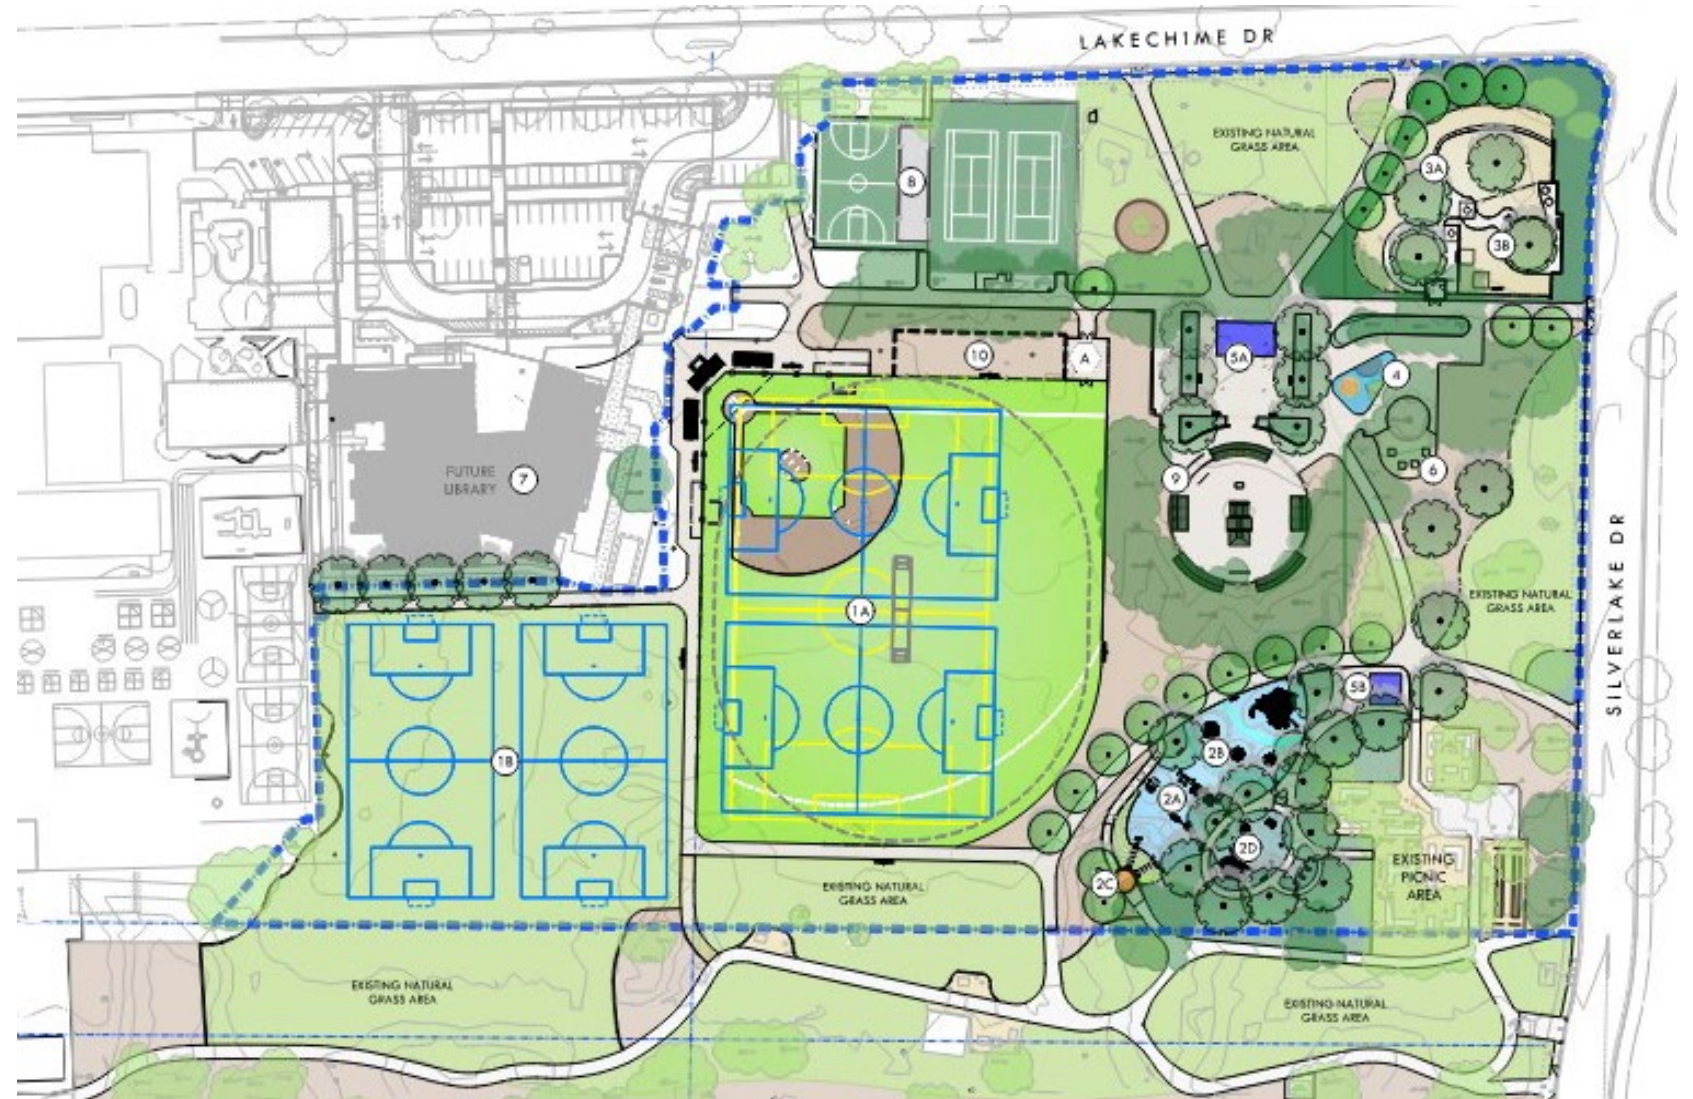 LAKECHIME DR
EXISTING NATURAL
GRASS AREA
3A
8
3B
10
A
5A
4
FUTURE
LIBRARY
7
9
6
SILVERLAKE DR
1A
EXISTING NATURAL
GRASS AREA
5B
2B
1B
2A
2D
EXISTING
PICNIC
AREA
2C
EXISTING NATURAL
GRASS AREA
EXISTING NATURAL
GRASS AREA
EXISTING NATURAL
GRASS AREA